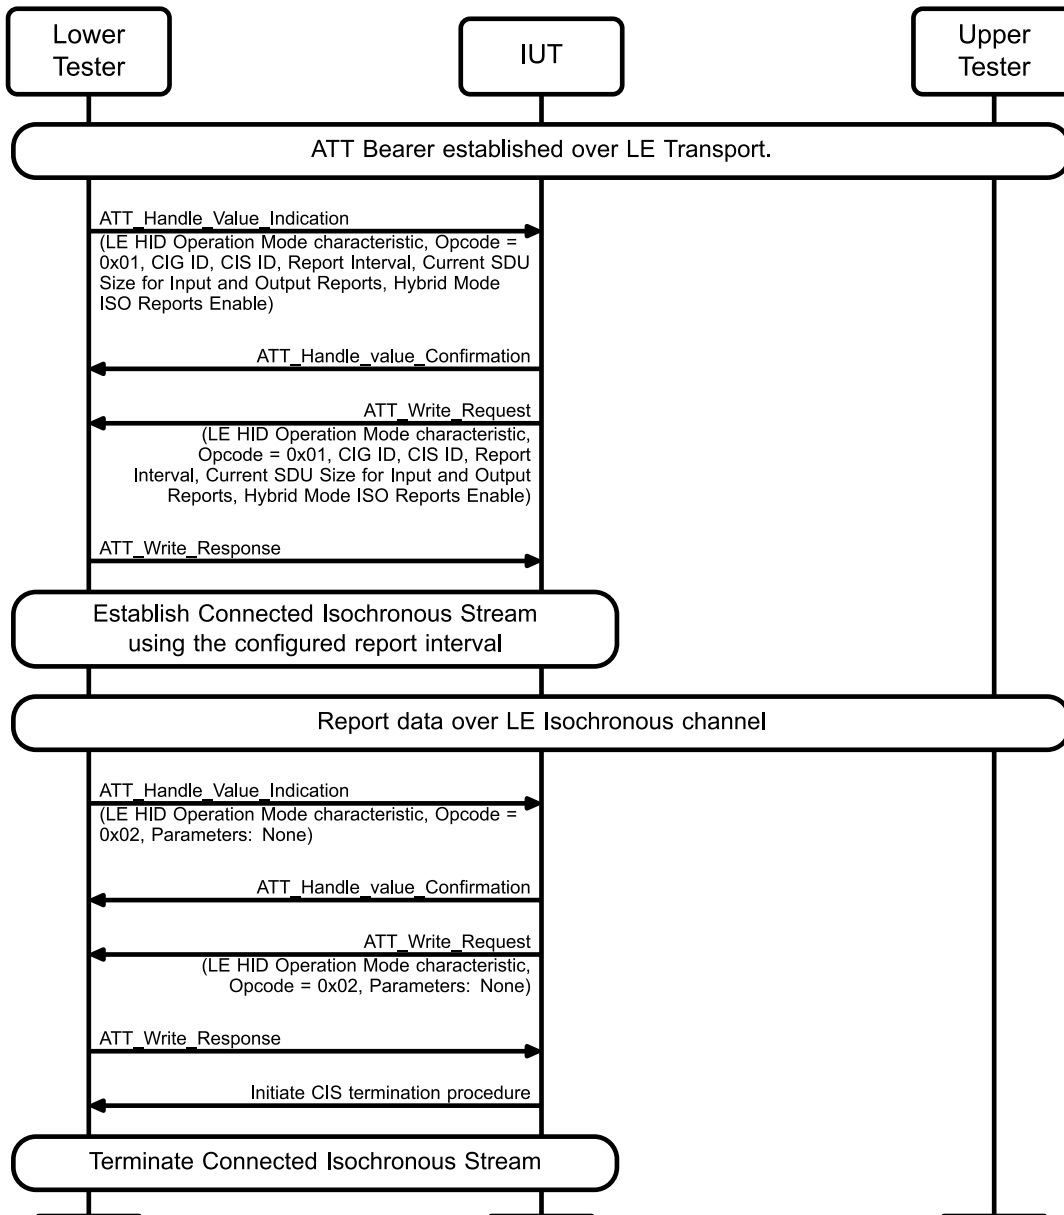 Lower
Tester
IUT
Upper
Tester
ATT Bearer established over LE Transport.
ATT_Handle_Value_Indication
(LE HID Operation Mode characteristic, Opcode =
0x01, CIG ID, CIS ID, Report Interval, Current SDU
Size for Input and Output Reports, Hybrid Mode
ISO Reports Enable)
ATT_Handle_value_Confirmation
ATT_Write_Request
(LE HID Operation Mode characteristic,
Opcode = 0x01, CIG ID, CIS ID, Report
Interval, Current SDU Size for Input and Output
Reports, Hybrid Mode ISO Reports Enable)
ATT_Write_Response
Establish Connected Isochronous Stream
using the configured report interval
Report data over LE Isochronous channel
ATT_Handle_Value_Indication
(LE HID Operation Mode characteristic, Opcode =
0x02, Parameters: None)
ATT_Handle_value_Confirmation
ATT_Write_Request
(LE HID Operation Mode characteristic,
Opcode = 0x02, Parameters: None)
ATT_Write_Response
Initiate CIS termination procedure
Terminate Connected Isochronous Stream